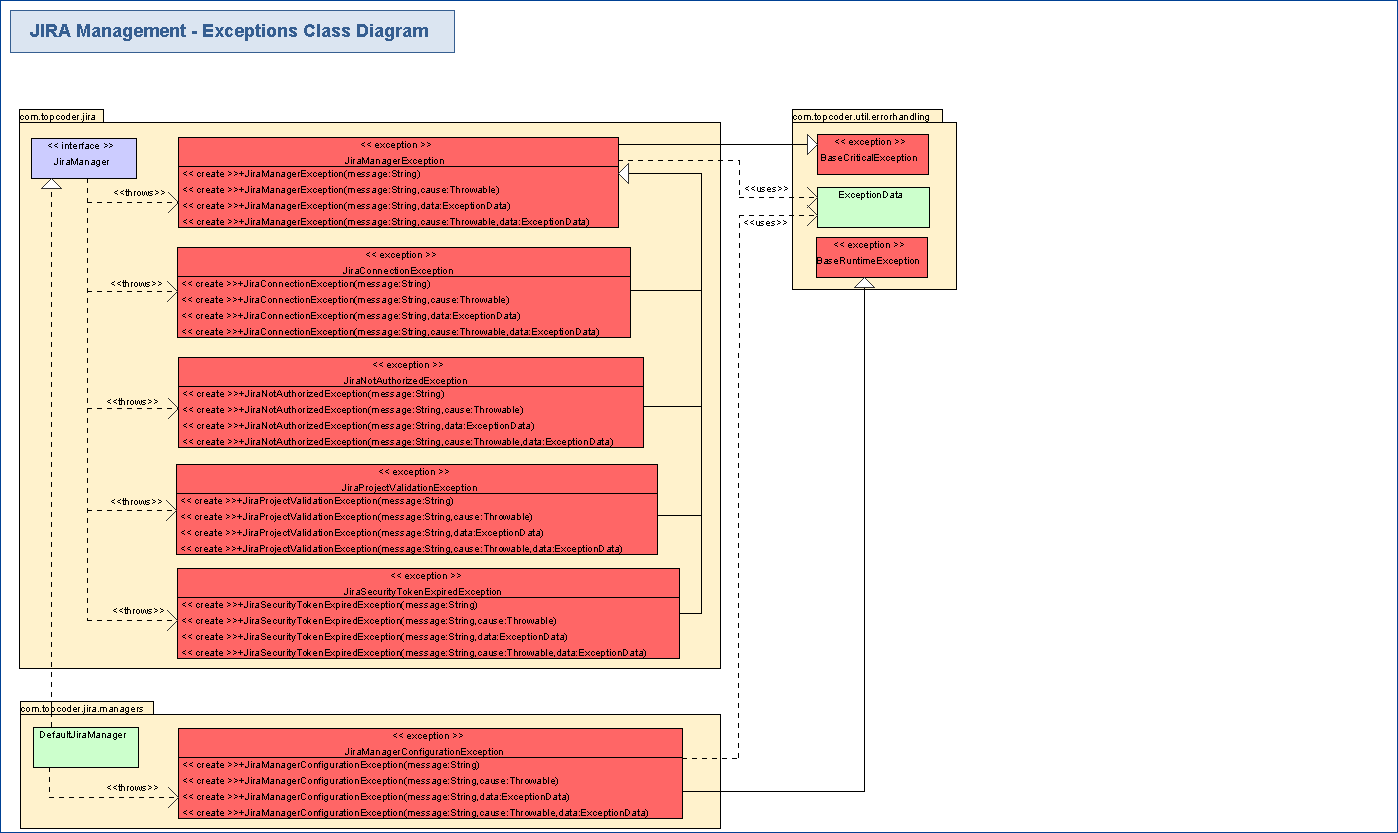 JIRA Management - Exceptions Class Diagram
com.topcoder.jira
<< interface >>
JiraManager
<<throws>>
<< exception >>
JiraManagerException
<< create >>+JiraManagerException(message:String)
<< create >>+JiraManagerException(message:String,cause:Throwable)
<< create >>+JiraManagerException(message:String,data:ExceptionData)
<< create >>+JiraManagerException(message:String,cause:Throwable,data:ExceptionData)
<<throws>>
<< exception >>
JiraConnectionException
<< create >>+JiraConnectionException(message:String)
<< create >>+JiraConnectionException(message:String,cause:Throwable)
<< create >>+JiraConnectionException(message:String,data:ExceptionData)
<< create >>+JiraConnectionException(message:String,cause:Throwable,data:ExceptionData)
<<throws>>
<< exception >>
JiraNotAuthorizedException
<< create >>+JiraNotAuthorizedException(message:String)
<< create >>+JiraNotAuthorizedException(message:String,cause:Throwable)
<< create >>+JiraNotAuthorizedException(message:String,data:ExceptionData)
<< create >>+JiraNotAuthorizedException(message:String,cause:Throwable,data:ExceptionData)
<<throws>>
<< exception >>
JiraProjectValidationException
<< create >>+JiraProjectValidationException(message:String)
<< create >>+JiraProjectValidationException(message:String,cause:Throwable)
<< create >>+JiraProjectValidationException(message:String,data:ExceptionData)
<< create >>+JiraProjectValidationException(message:String,cause:Throwable,data:ExceptionData)
<<throws>>
<< exception >>
JiraSecurityTokenExpiredException
<< create >>+JiraSecurityTokenExpiredException(message:String)
<< create >>+JiraSecurityTokenExpiredException(message:String,cause:Throwable)
<< create >>+JiraSecurityTokenExpiredException(message:String,data:ExceptionData)
<< create >>+JiraSecurityTokenExpiredException(message:String,cause:Throwable,data:ExceptionData)
com.topcoder.util.errorhandling
<< exception >>
BaseCriticalException
<<uses>>
ExceptionData
<<uses>>
<< exception >>
BaseRuntimeException
com.topcoder.jira.managers
DefaultJiraManager
<<throws>>
<< exception >>
JiraManagerConfigurationException
<< create >>+JiraManagerConfigurationException(message:String)
<< create >>+JiraManagerConfigurationException(message:String,cause:Throwable)
<< create >>+JiraManagerConfigurationException(message:String,data:ExceptionData)
<< create >>+JiraManagerConfigurationException(message:String,cause:Throwable,data:ExceptionData)